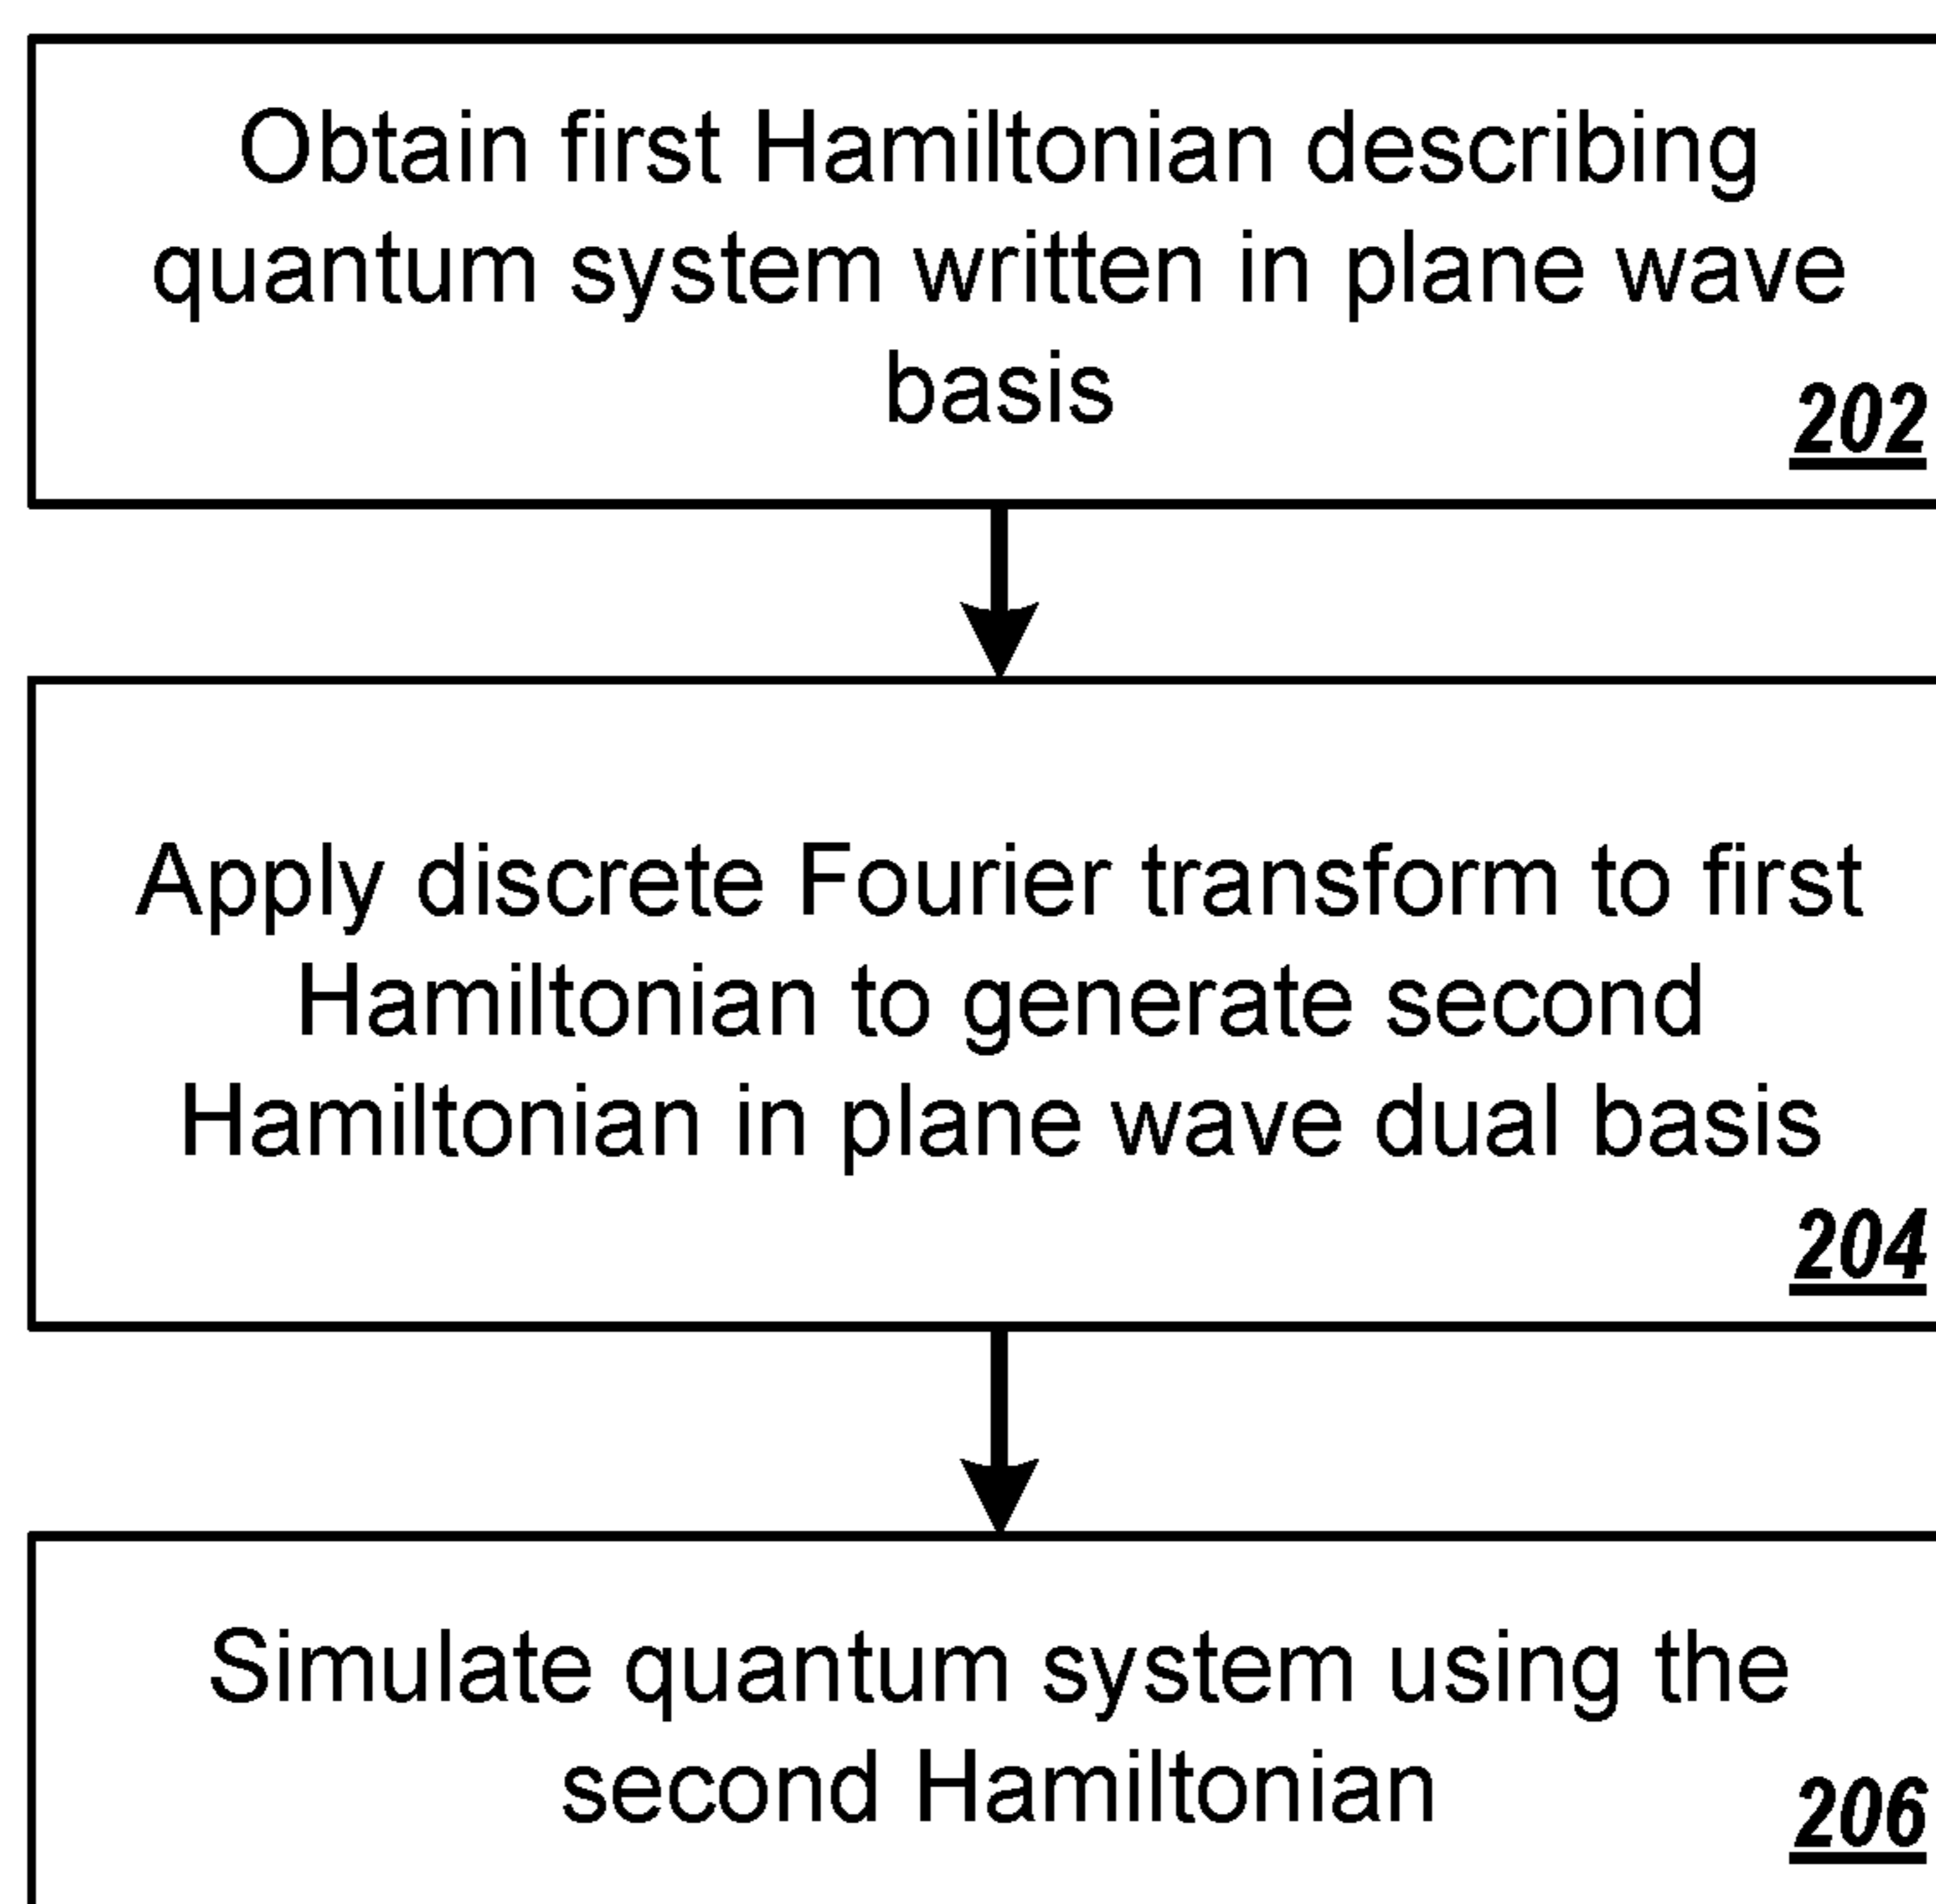 Obtain first Hamiltonian describing
quantum system written in plane wave
basis
202
Apply discrete Fourier transform to first
Hamiltonian to generate second
Hamiltonian in plane wave dual basis
204
Simulate quantum system using the
second Hamiltonian
206